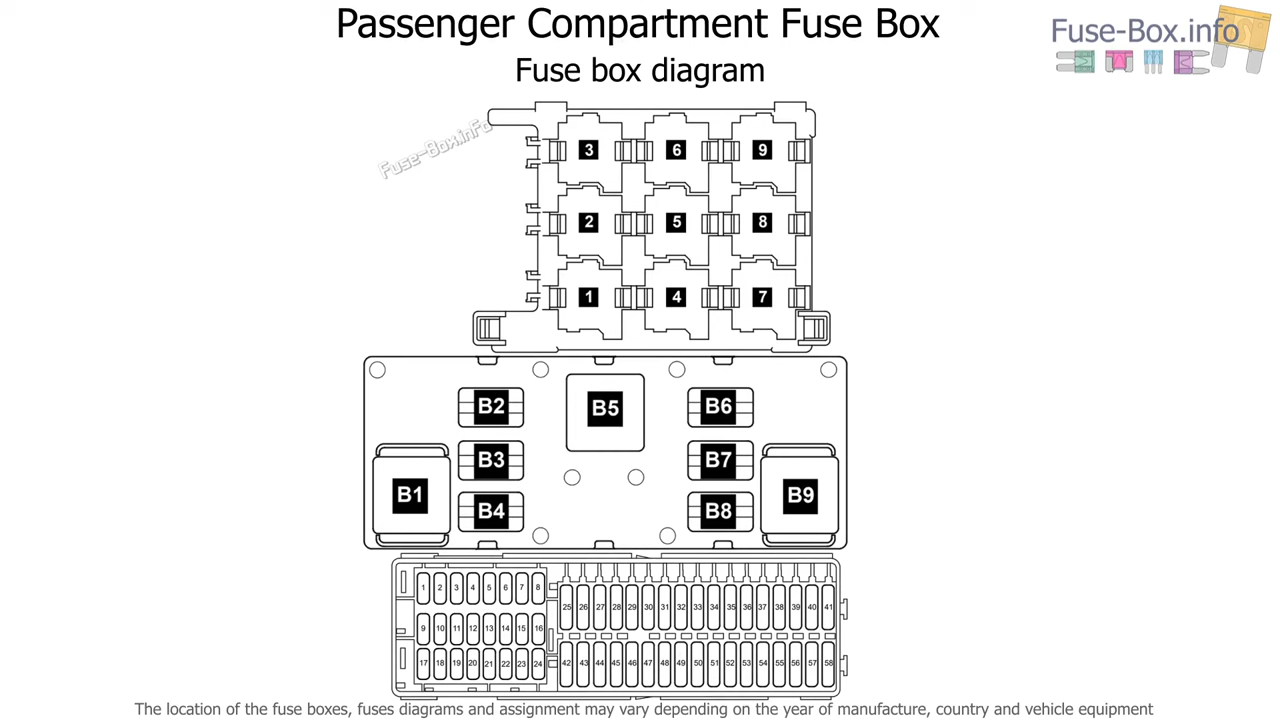 Passenger Compartment Fuse Box
Fuse-Box.info
Fuse box diagram
Fuse-Box.info
3 6 9
2 5 8
1 4 7
B2 B5 B6
B3 B7
B1 B9
B4 B8
1 2 3 4 5 6 7 8
25 26 27 28 29 30 31 32 33 34 35 36 37 38 39 40 41
9 10 11 12 13 14 15 16
17 18 19 20 21 22 23 24
42 43 44 45 46 47 48 49 50 51 52 53 54 55 56 57 58
The location of the fuse boxes, fuses diagrams and assignment may vary depending on the year of manufacture, country and vehicle equipment